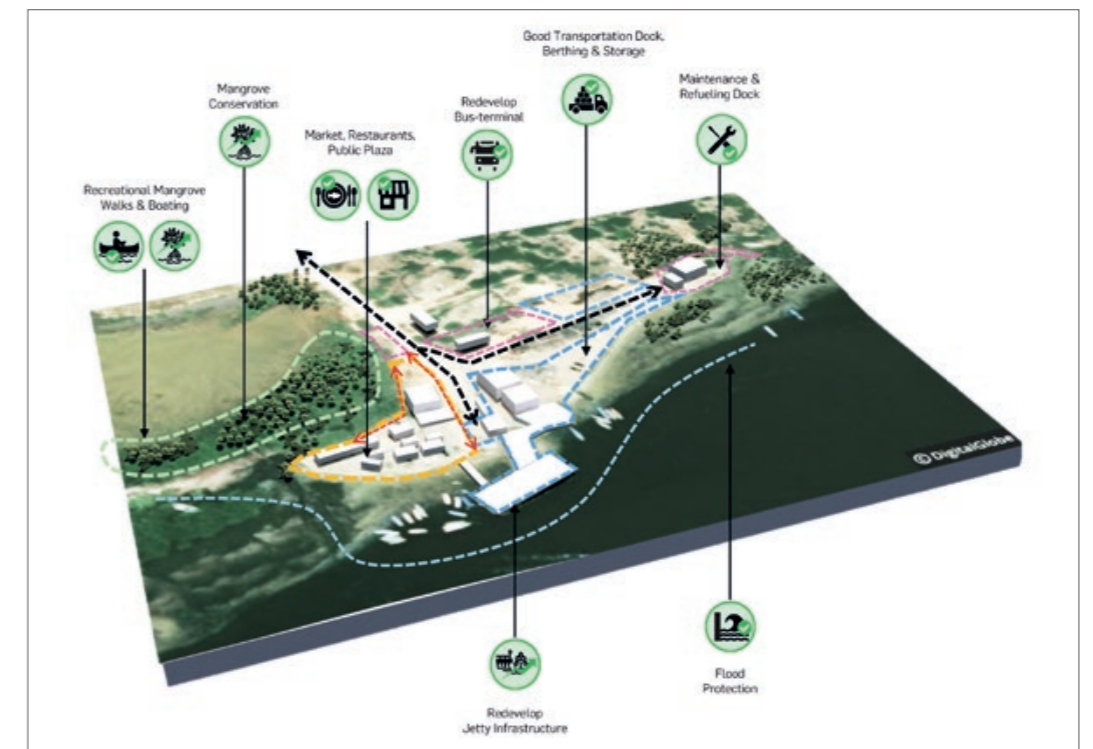 Good Transportation Dock,
Berthing & Storage
Maintenance &
Refueling Dock
Mangrove
Conservation
Redevelop
Bus-terminal
Market, Restaurants,
Public Plaza
Recreational Mangrove
Walks & Boating
© DigitalGlobe
Flood
Protection
Redevelop
Jetty Infrastructure